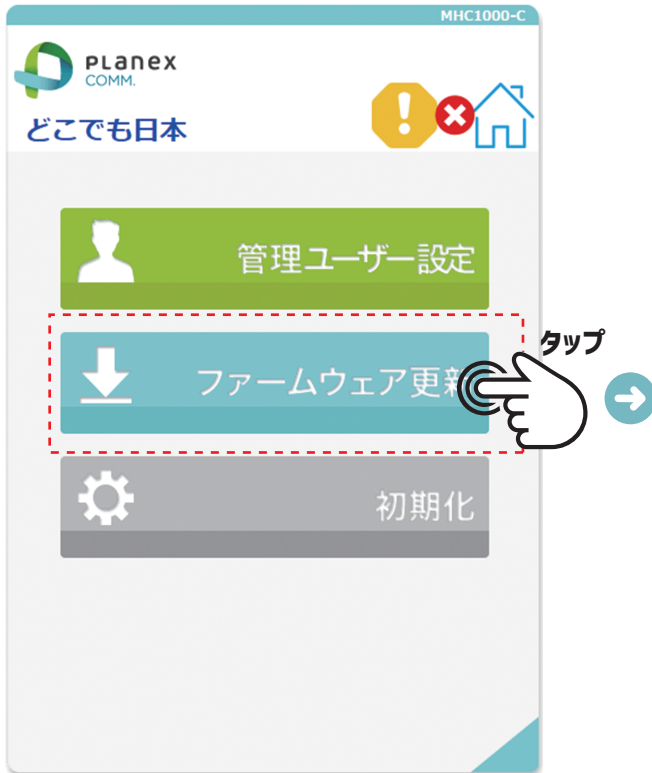 MHC1000-C
PLANEX
COMM.
どこでも日本
管理ユーザー設定
ファームウェア更新
タップ
初期化